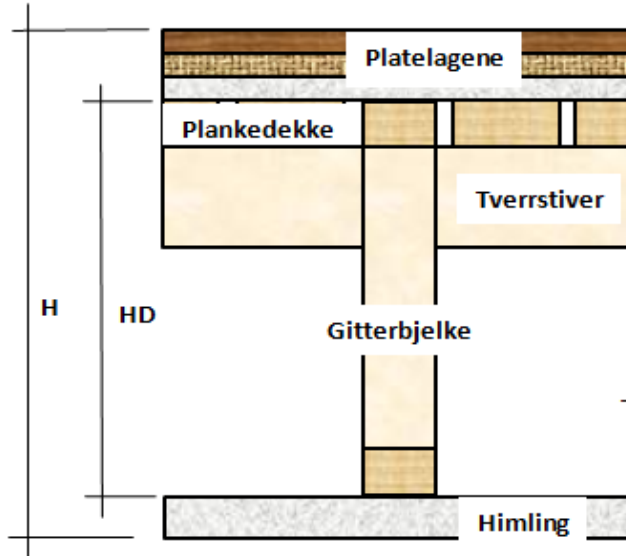 Platelagene
Plankedekke
Tverrstiver
H
HD
Gitterbjelke
Himling